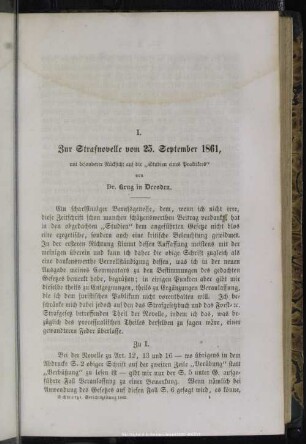 I.
Zur Strafnovelle vom 25. September 1861,
mit besonderer Rücksicht auf die „Studien eines Praktikers“
von
Dr. Krug in Dresden.
Ein scharfsinniger Berufsgenosse, dem, wenn ich nicht irre,
diese Zeitschrift schon manchen schätzenswerthen Beitrag verdankt, hat
in den obgedachten „Studien“ dem angeführten Gesetze nicht blos
eine epegetische, sondern auch eine kritische Beleuchtung gewidmet.
In der ersteren Richtung stimmt dessen Auffassung meistens mit der
meinigen überein und kann ich daher die obige Schrift zugleich als
eine dankenswerthe Vervollständigung dessen, was ich in der neuen
Ausgabe meines Commentars zu den Bestimmungen des gedachten
Gesetzes bemerkt habe, begrüßen; in einigen Punkten aber gibt mir
dieselbe theils zu Entgegnungen, theils zu Ergänzungen Veranlassung,
die ich dem juristischen Publikum nicht vorenthalten will. Ich be-
schränke mich dabei jedoch auf das Strafgesetzbuch und das Forst- u.
Strafgesetz betreffenden Theil der Novelle, indem ich das, was be-
züglich des processualischen Theiles derselben zu sagen wäre, einer
gewandteren Feder überlasse.
Zu I.
Bei der Novelle zu Art. 12, 13 und 16 — wo übrigens in dem
Abdrucke S. 2 obiger Schrift auf der zweiten Zeile „Verübung“ statt
„Verbüßung“ zu lesen — gibt mir nur der S. 5 unter G. aufge-
führte Fall Veranlassung zu einer Bemerkung. Wenn nämlich bei
Anwendung des Gesetzes auf diesen Fall S. 6 gesagt wird, es könne